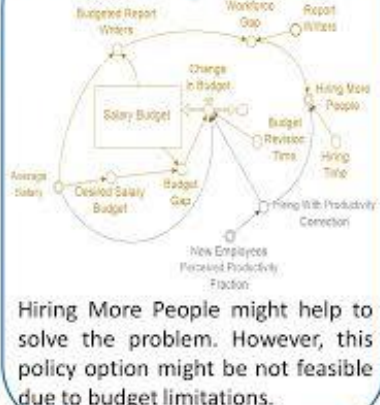 Budgeted Report
Writers
Workforce
Gap
Report
Writers
Change
in Budget
Hiring More
People
Salary Budget
Budget
Revision
Time
Hiring
Time
Average
Salary
Desired Salary
Budget
Budget
Gap
Hiring With Productivity
Correction
New Employees
Perceived Productivity
Fraction
Hiring More People might help to
solve the problem. However, this
policy option might be not feasible
due to budget limitations.